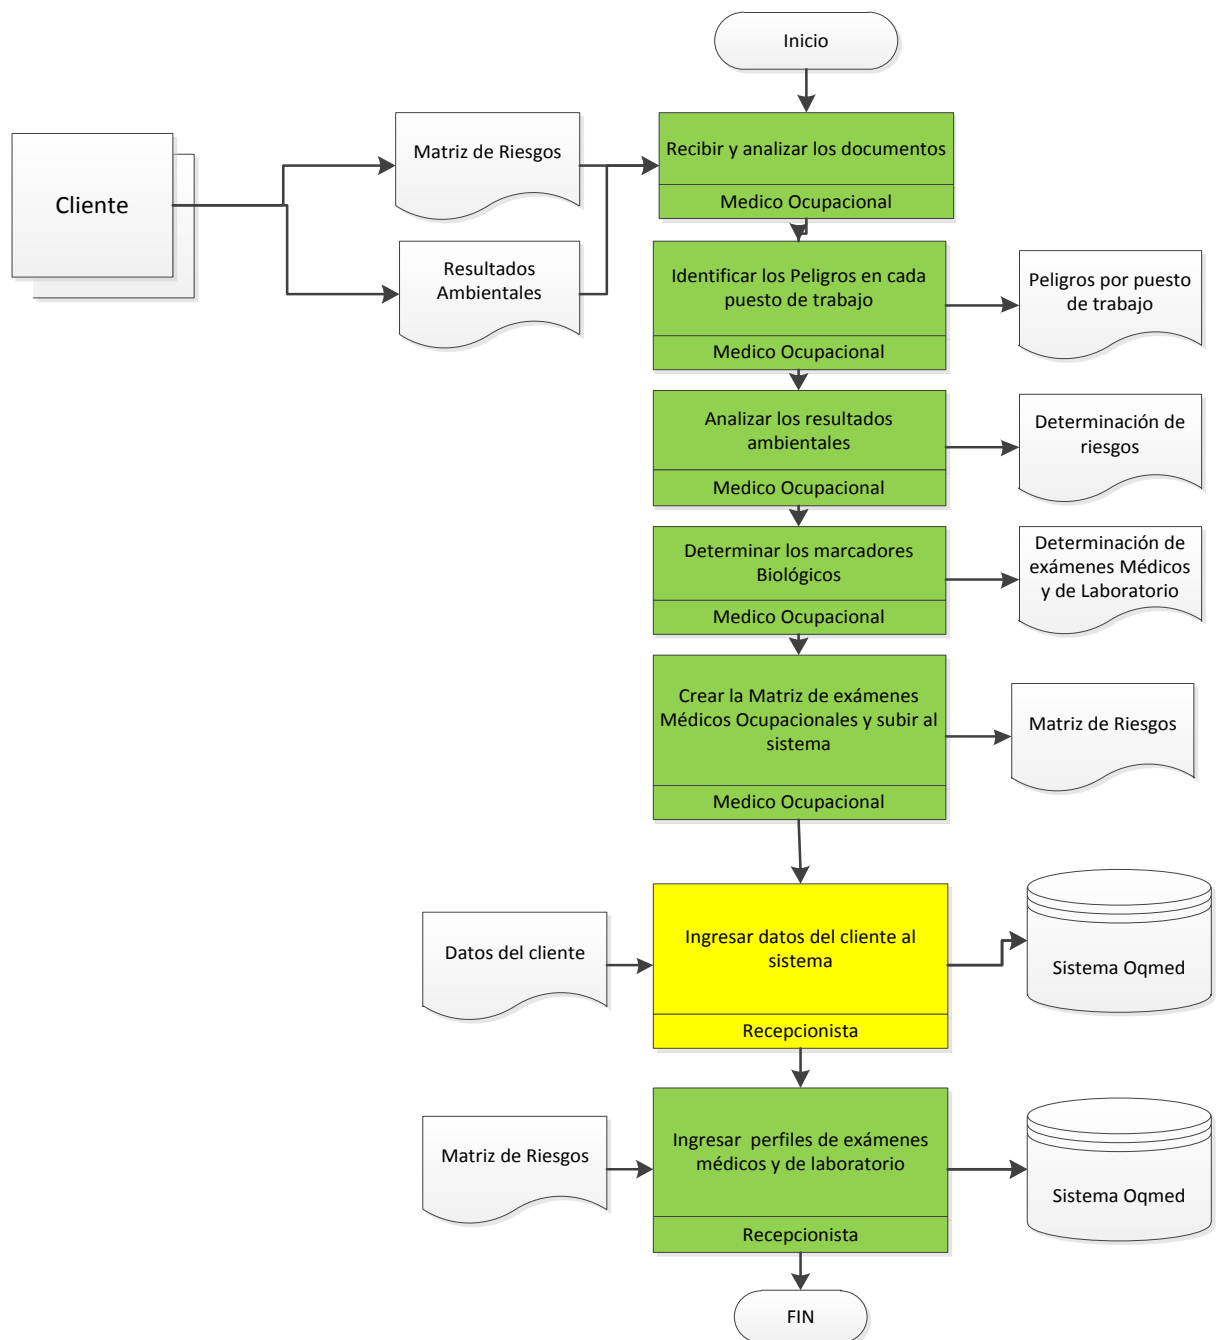 Inicio
Cliente
Matriz de Riesgos
Recibir y analizar los documentos
Medico Ocupacional
Resultados
Ambientales
Identificar los Peligros en cada
puesto de trabajo
Medico Ocupacional
Peligros por puesto
de trabajo
Analizar los resultados
ambientales
Medico Ocupacional
Determinación de
riesgos
Determinar los marcadores
Biológicos
Medico Ocupacional
Determinación de
exámenes Médicos
y de Laboratorio
Crear la Matriz de exámenes
Médicos Ocupacionales y subir al
sistema
Medico Ocupacional
Matriz de Riesgos
Datos del cliente
Ingresar datos del cliente al
sistema
Recepcionista
Sistema Oqmed
Matriz de Riesgos
Ingresar  perfiles de exámenes
médicos y de laboratorio
Recepcionista
Sistema Oqmed
FIN